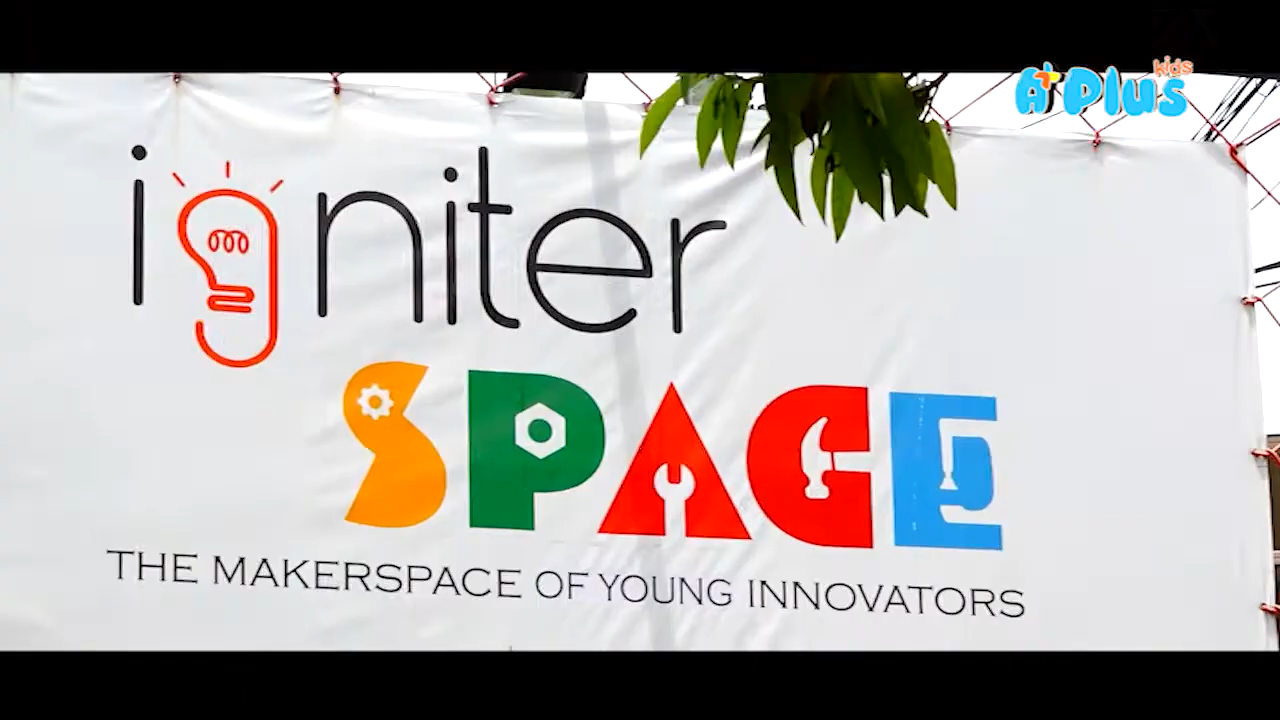 A+ Plus kids
igniter
SPACE
THE MAKERSPACE OF YOUNG INNOVATORS